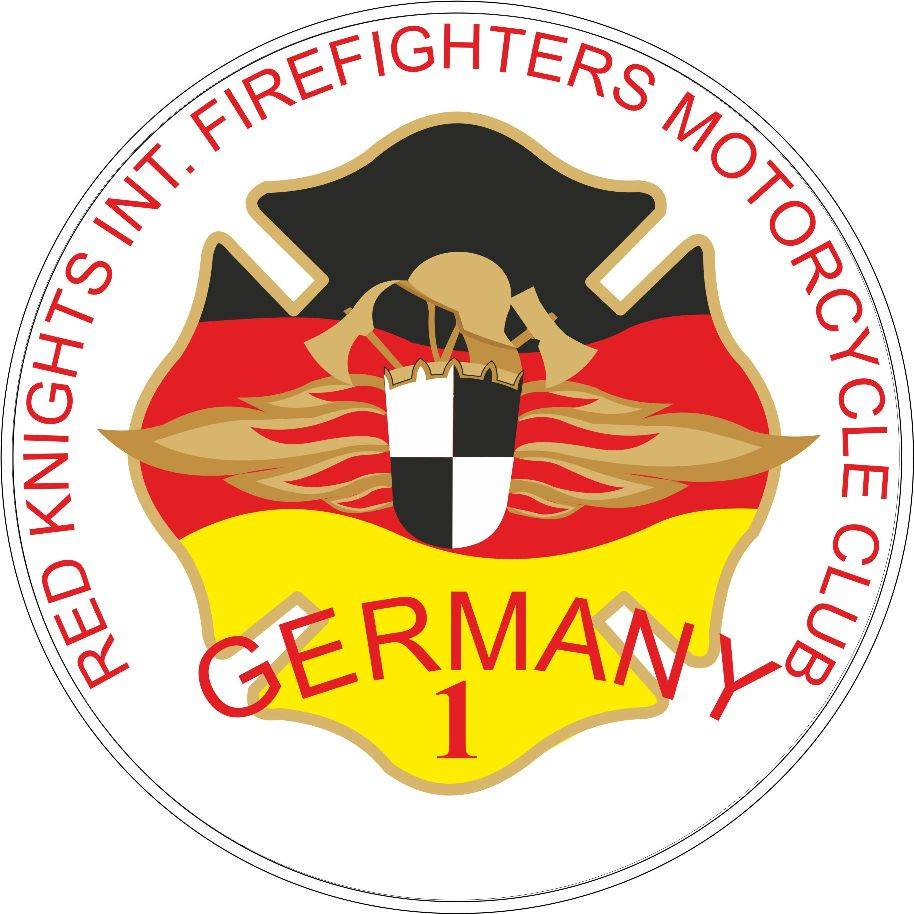 RED KNIGHTS INT. FIREFIGHTERS MOTORCYCLE CLUB
GERMANY
1